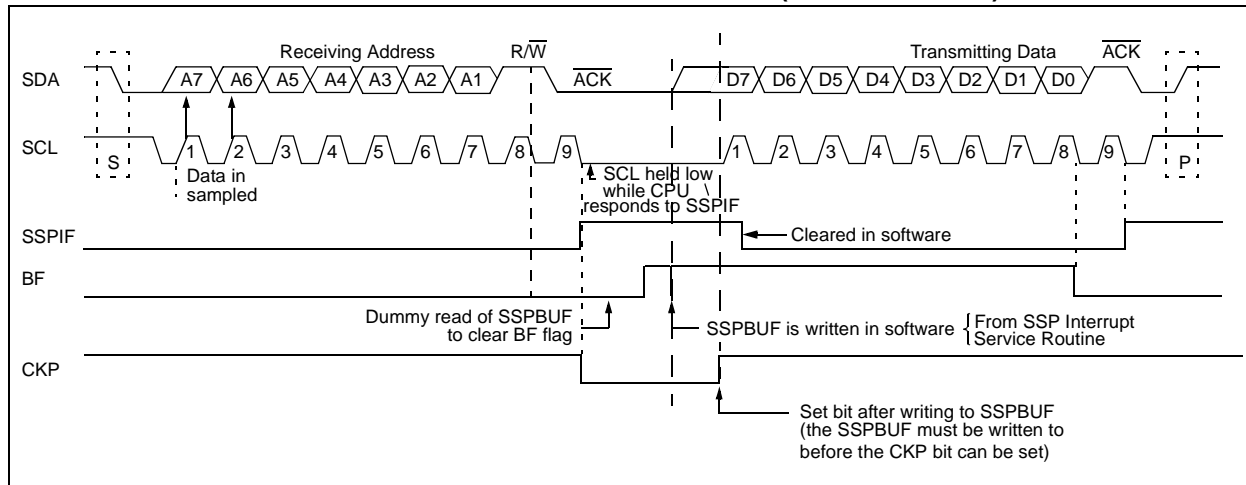 Receiving Address R/W ACK Transmitting Data ACK
SDA A7 A6 A5 A4 A3 A2 A1 D7 D6 D5 D4 D3 D2 D1 D0
SCL S 1 2 3 4 5 6 7 8 9 1 2 3 4 5 6 7 8 9 P
Data in
sampled
SCL held low
while CPU
responds to SSPIF
SSPIF
Cleared in software
BF
Dummy read of SSPBUF
to clear BF flag
SSPBUF is written in software
From SSP Interrupt
Service Routine
CKP
Set bit after writing to SSPBUF
(the SSPBUF must be written to
before the CKP bit can be set)